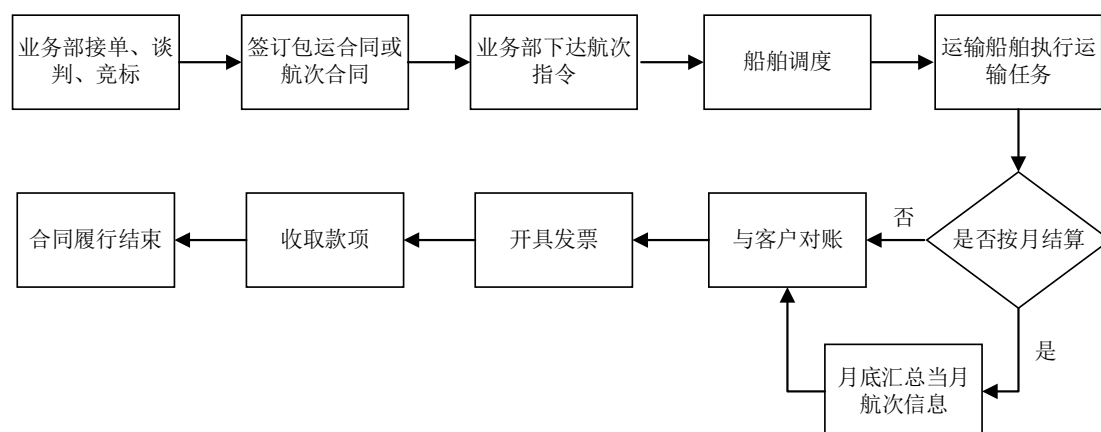 业务部接单、谈
判、竞标
签订包运合同或
航次合同
业务部下达航次
指令
船舶调度
运输船舶执行运
输任务
合同履行结束
收取款项
开具发票
与客户对账
否
是否按月结算
是
月底汇总当月
航次信息